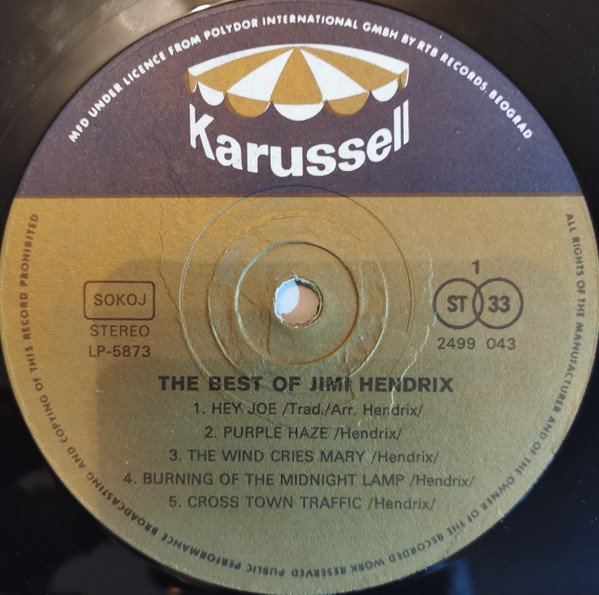 MFD UNDER LICENCE FROM POLYDOR INTERNATIONAL GMBH BY RTB RECORDS, BEOGRAD
Karussell
SOKOJ
STEREO
LP-5873
1
ST 33
2499 043
THE BEST OF JIMI HENDRIX
1. HEY JOE /Trad./Arr. Hendrix/
2. PURPLE HAZE /Hendrix/
3. THE WIND CRIES MARY /Hendrix/
4. BURNING OF THE MIDNIGHT LAMP /Hendrix/
5. CROSS TOWN TRAFFIC /Hendrix/
ALL RIGHTS OF THE MANUFACTURER AND OF THE OWNER OF THE RECORDED WORK RESERVED PUBLIC PERFORMANCE BROADCASTING AND COPYING OF THIS RECORD PROHIBITED